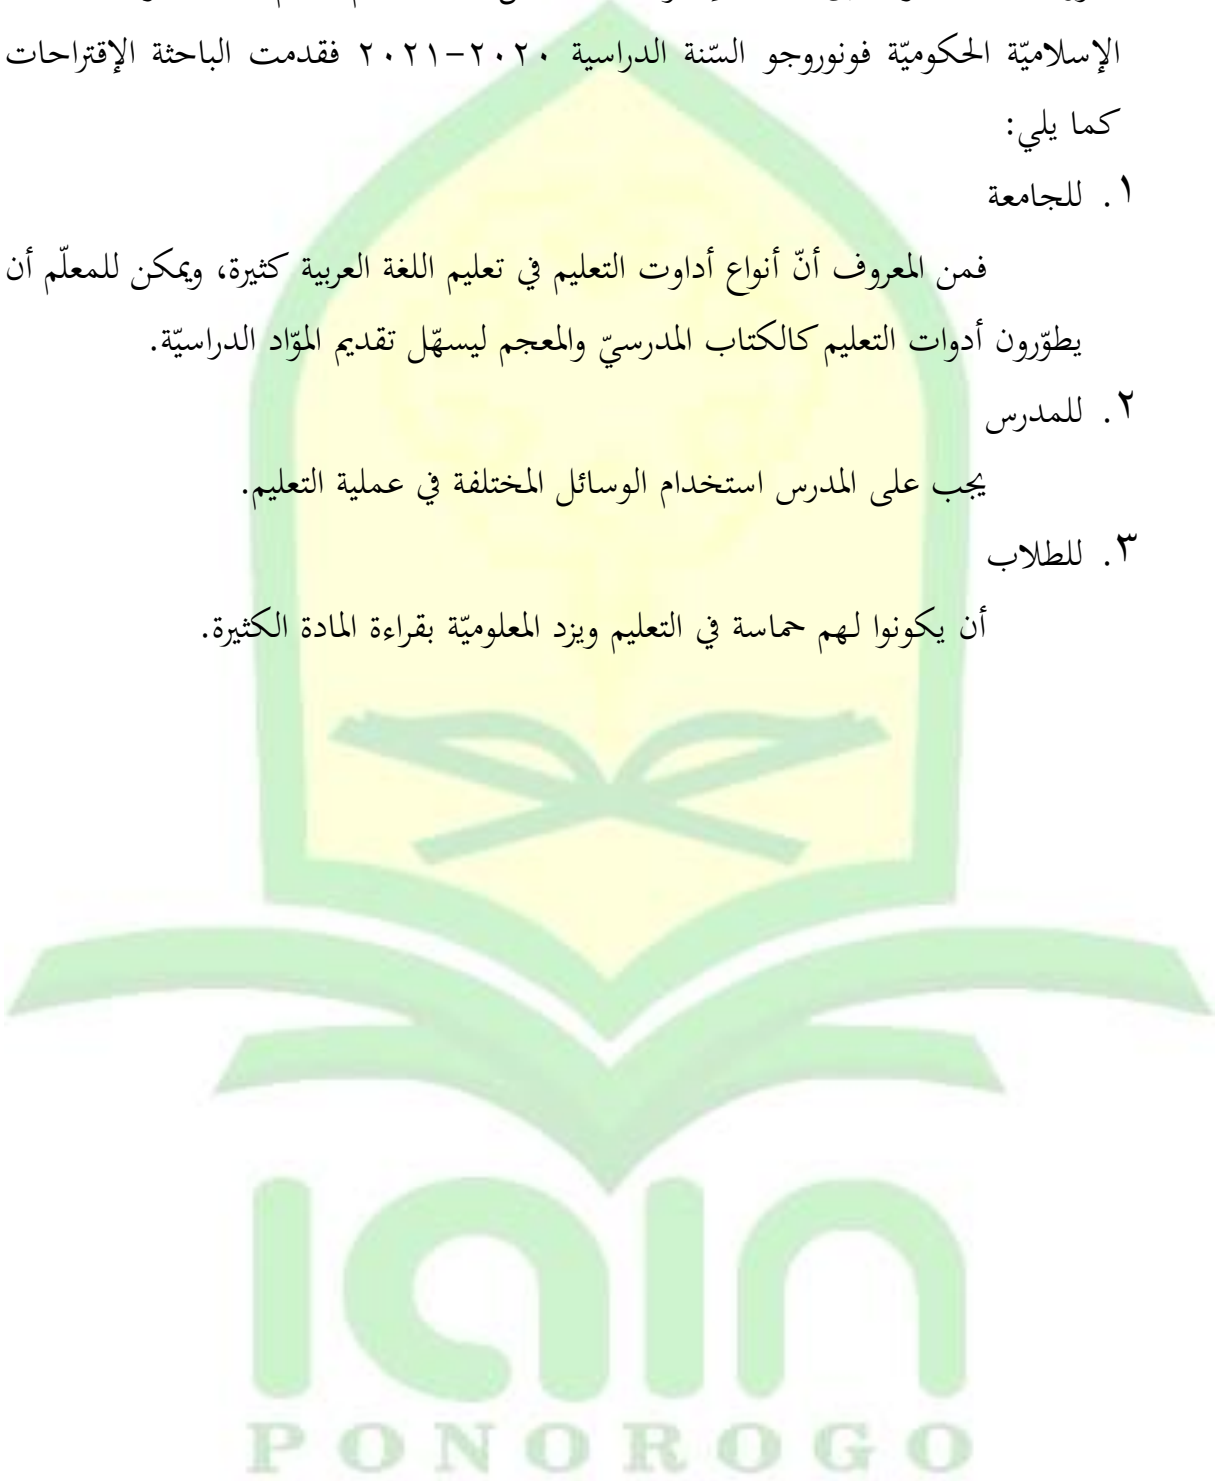 الإسلاميّة الحكوميّة فونوروجو السّنة الدراسية ٢٠٢٠-٢٠٢١ فقدمت الباحثة الإقتراحات
كما يلي:
١. للجامعة
فمن المعروف أنّ أنواع أداوت التعليم في تعليم اللغة العربية كثيرة، ويمكن للمعلّم أن
يطوّرون أدوات التعليم كالكتاب المدرسيّ والمعجم ليسهّل تقديم الموّاد الدراسيّة.
٢. للمدرس
يجب على المدرس استخدام الوسائل المختلفة في عملية التعليم.
٣. للطلاب
أن يكونوا لهم حماسة في التعليم ويزد المعلوميّة بقراءة المادة الكثيرة.
iain
PONOROGO